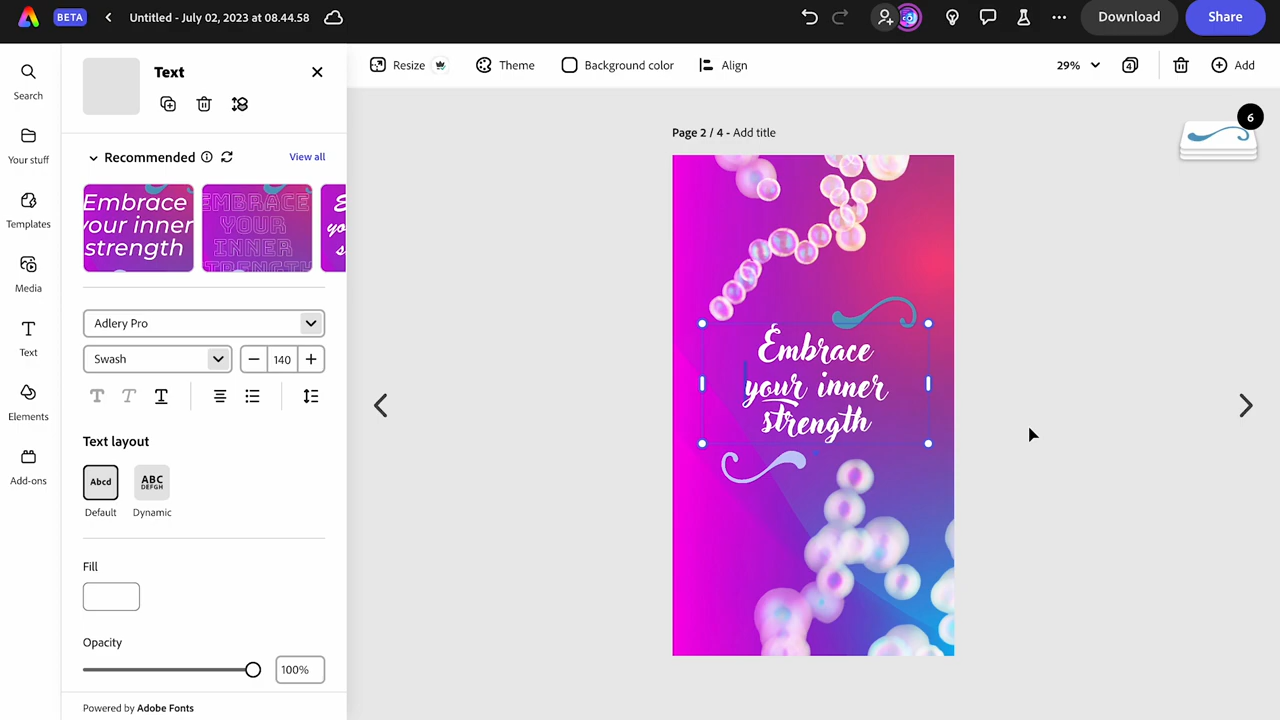 BETA
Untitled - July 02, 2023 at 08.44.58
Download
Share
Search
Your stuff
Templates
Media
Text
Elements
Add-ons
Text
Recommended
View all
Embrace
your inner
strength
EMBRACE
YOUR
INNER
STRENGTH
Adlery Pro
Swash
140
Text layout
Abcd
ABC
DEFGH
Default
Dynamic
Fill
Opacity
100%
Powered by Adobe Fonts
Resize
Theme
Background color
Align
29%
4
Add
6
Page 2 / 4 - Add title
Embrace
your inner
strength